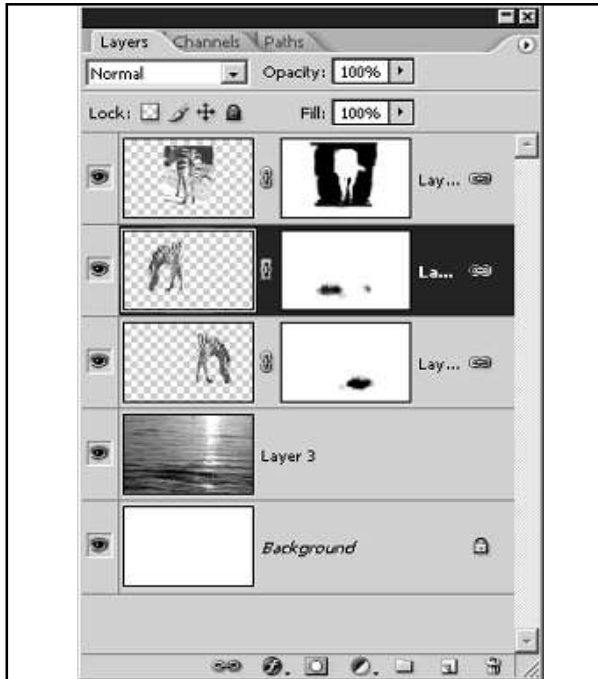 Layers Channels Paths
Normal Opacity: 100%
Lock: Fill: 100%
Lay...
La...
Lay...
Layer 3
Background